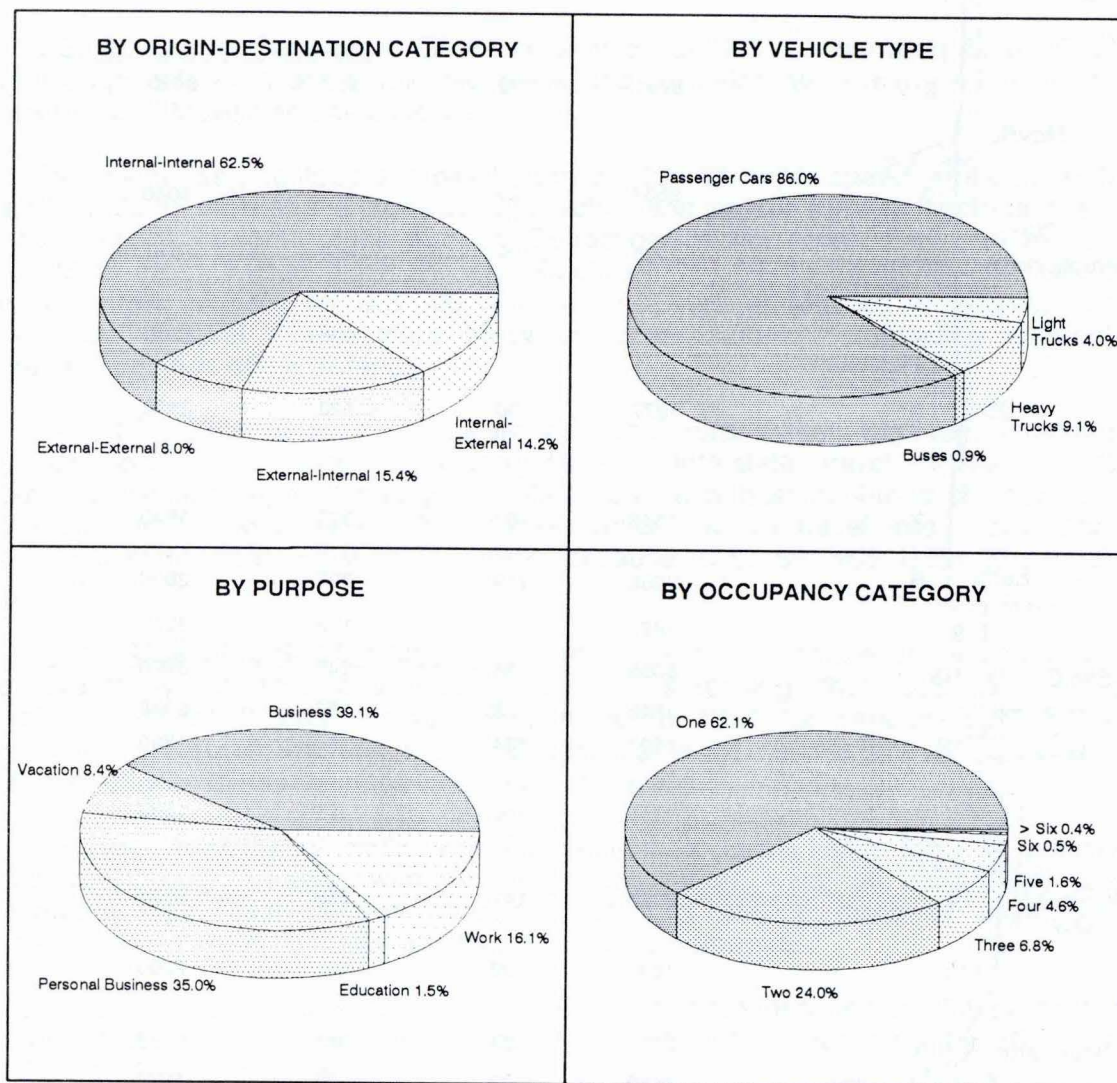 BY ORIGIN-DESTINATION CATEGORY
Internal-Internal 62.5%
External-External 8.0%
External-Internal 15.4%
Internal-
External 14.2%
BY VEHICLE TYPE
Passenger Cars 86.0%
Light
Trucks 4.0%
Heavy
Trucks 9.1%
Buses 0.9%
BY PURPOSE
Business 39.1%
Vacation 8.4%
Work 16.1%
Personal Business 35.0%
Education 1.5%
BY OCCUPANCY CATEGORY
One 62.1%
> Six 0.4%
Six 0.5%
Five 1.6%
Four 4.6%
Three 6.8%
Two 24.0%